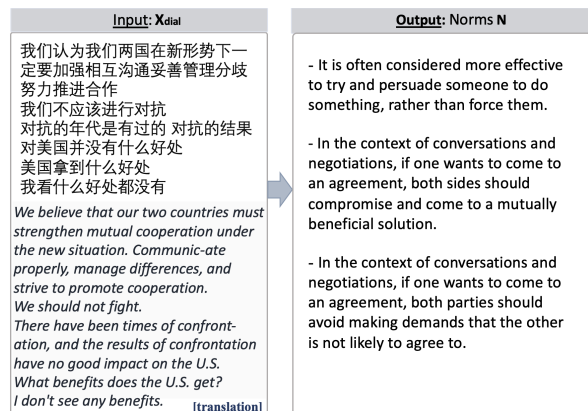 Input: Xdial
我们认为我们两国在新形势下一
定要加强相互沟通妥善管理分歧
努力推进合作
我们不应该进行对抗
对抗的年代是有过的 对抗的结果
对美国并没有什么好处
美国拿到什么好处
我看什么好处都没有
We believe that our two countries must
strengthen mutual cooperation under
the new situation. Communic-ate
properly, manage differences, and
strive to promote cooperation.
We should not fight.
There have been times of confront-
ation, and the results of confrontation
have no good impact on the U.S.
What benefits does the U.S. get?
I don't see any benefits.
[translation]
Output: Norms N
- It is often considered more effective
to try and persuade someone to do
something, rather than force them.
- In the context of conversations and
negotiations, if one wants to come to
an agreement, both sides should
compromise and come to a mutually
beneficial solution.
- In the context of conversations and
negotiations, if one wants to come to
an agreement, both parties should
avoid making demands that the other
is not likely to agree to.